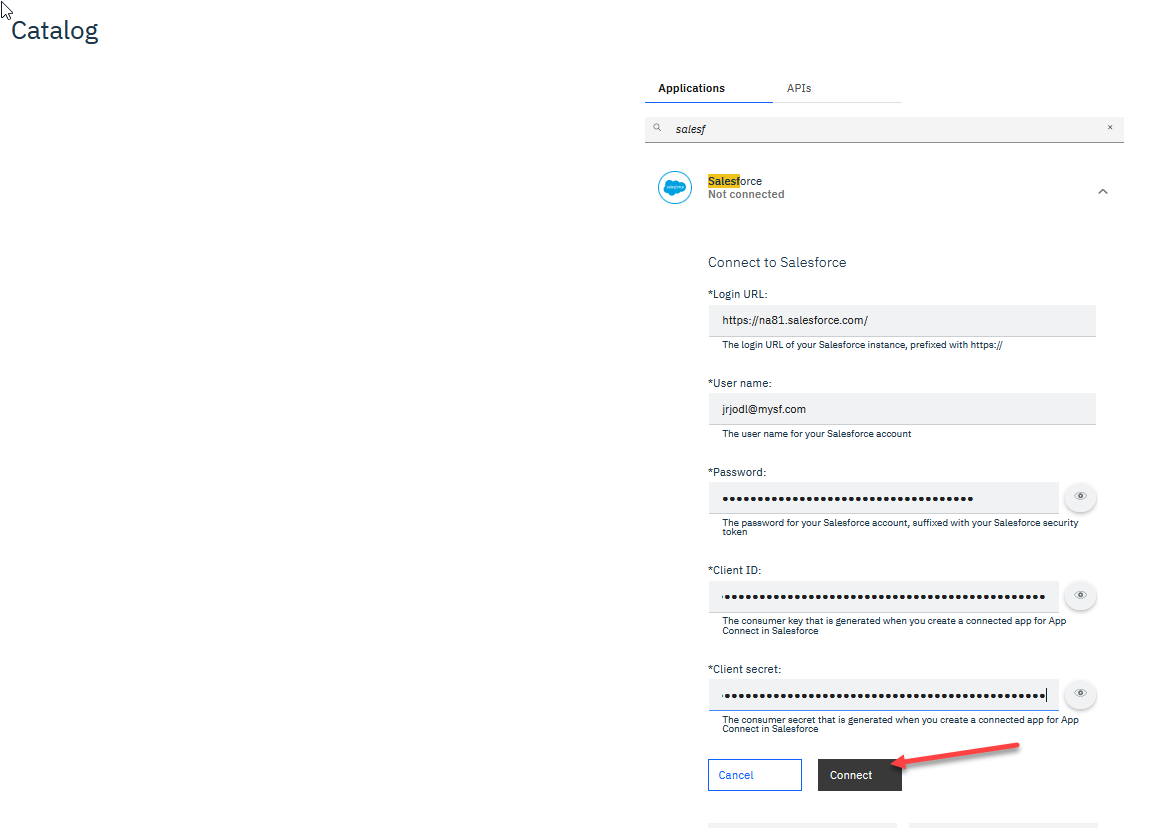 Catalog
Applications
APIs
salesf
Salesforce
Not connected
Connect to Salesforce
*Login URL:
https://na81.salesforce.com/
The login URL of your Salesforce instance, prefixed with https://
*User name:
jrjodl@mysf.com
The user name for your Salesforce account
*Password:
The password for your Salesforce account, suffixed with your Salesforce security
token
*Client ID:
The consumer key that is generated when you create a connected app for App
Connect in Salesforce
*Client secret:
The consumer secret that is generated when you create a connected app for App
Connect in Salesforce
Cancel
Connect